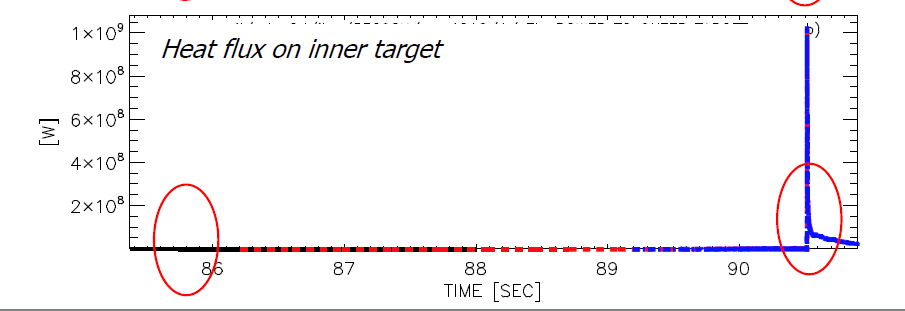 1×10⁹
b)
Heat flux on inner target
8×10⁸
6×10⁸
[W]
4×10⁸
2×10⁸
86 87 88 89 90
TIME [SEC]